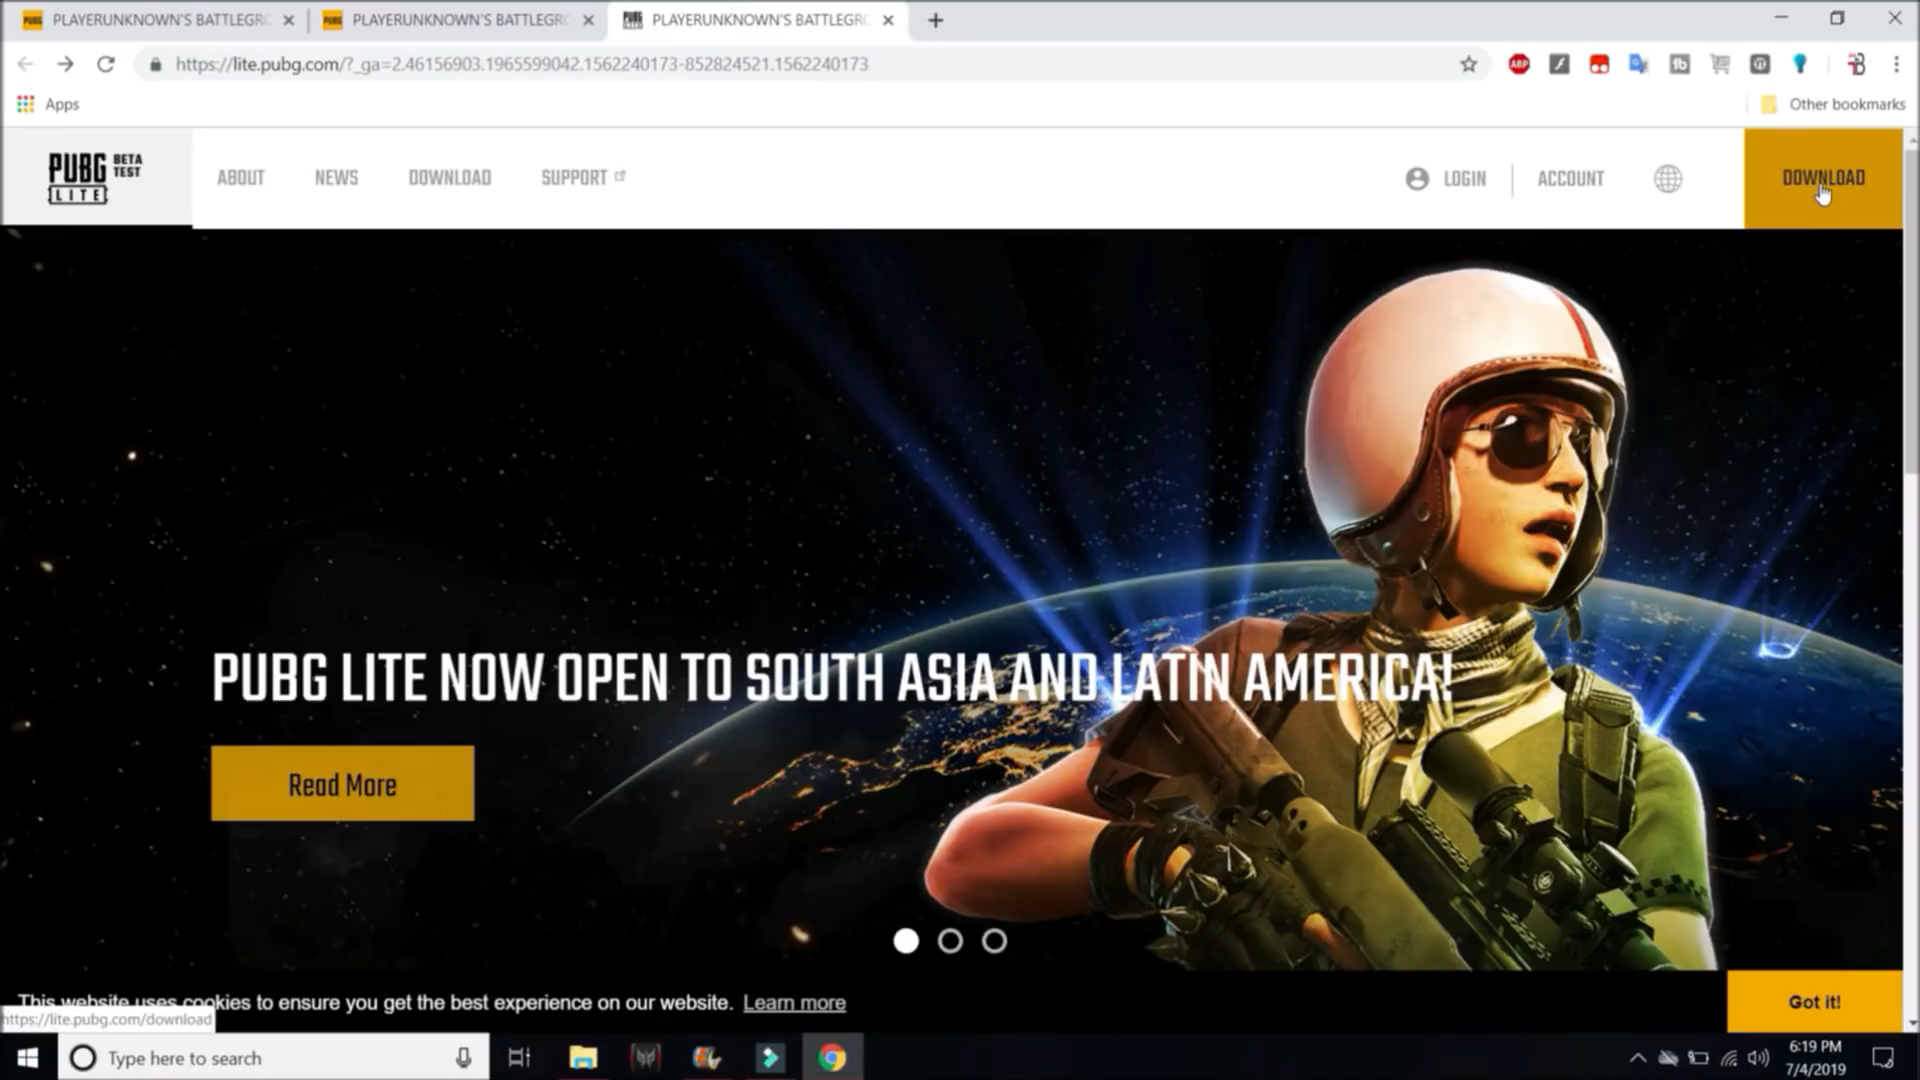 PLAYERUNKNOWN'S BATTLEGR
PLAYERUNKNOWN'S BATTLEGR
PLAYERUNKNOWN'S BATTLEGR
https://lite.pubg.com/?_ga=2.46156903.1965599042.1562240173-852824521.1562240173
ABP
Apps
Other bookmarks
PUBG LITE BETA TEST
ABOUT
NEWS
DOWNLOAD
SUPPORT
LOGIN
ACCOUNT
DOWNLOAD
PUBG LITE NOW OPEN TO SOUTH ASIA AND LATIN AMERICA!
Read More
This website uses cookies to ensure you get the best experience on our website. Learn more
Got it!
https://lite.pubg.com/download
Type here to search
6:19 PM
7/4/2019